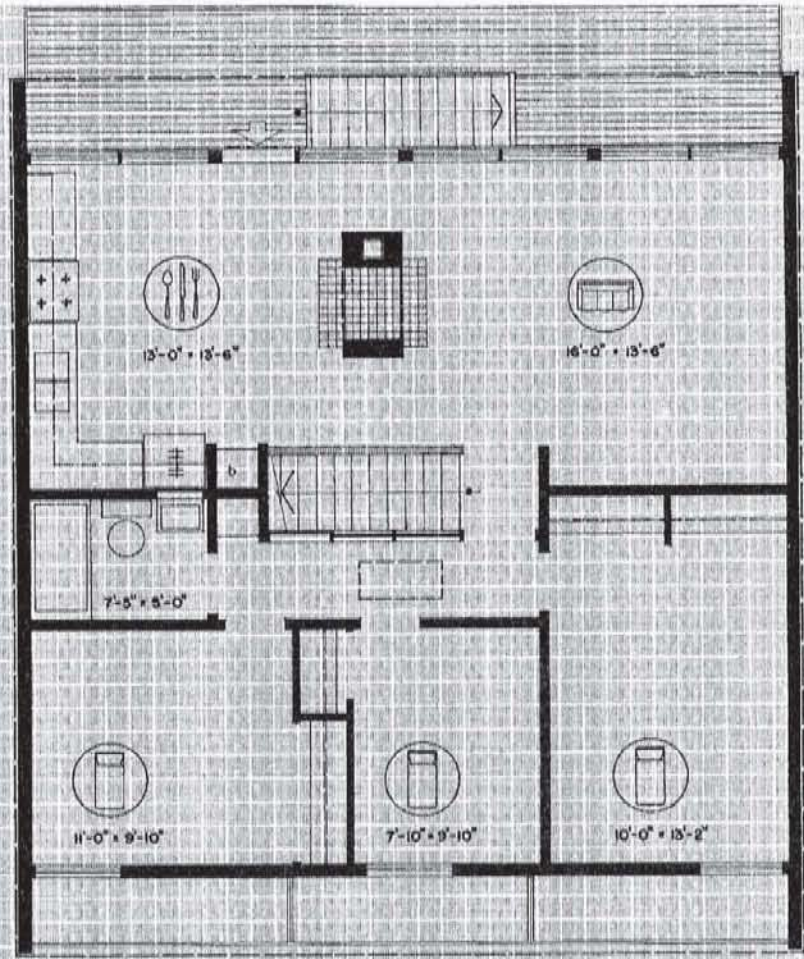 13'-0" × 13'-6"
16'-0" × 13'-6"
b
7'-5" × 5'-0"
11'-0" × 9'-10"
7'-10" × 9'-10"
10'-0" × 13'-2"